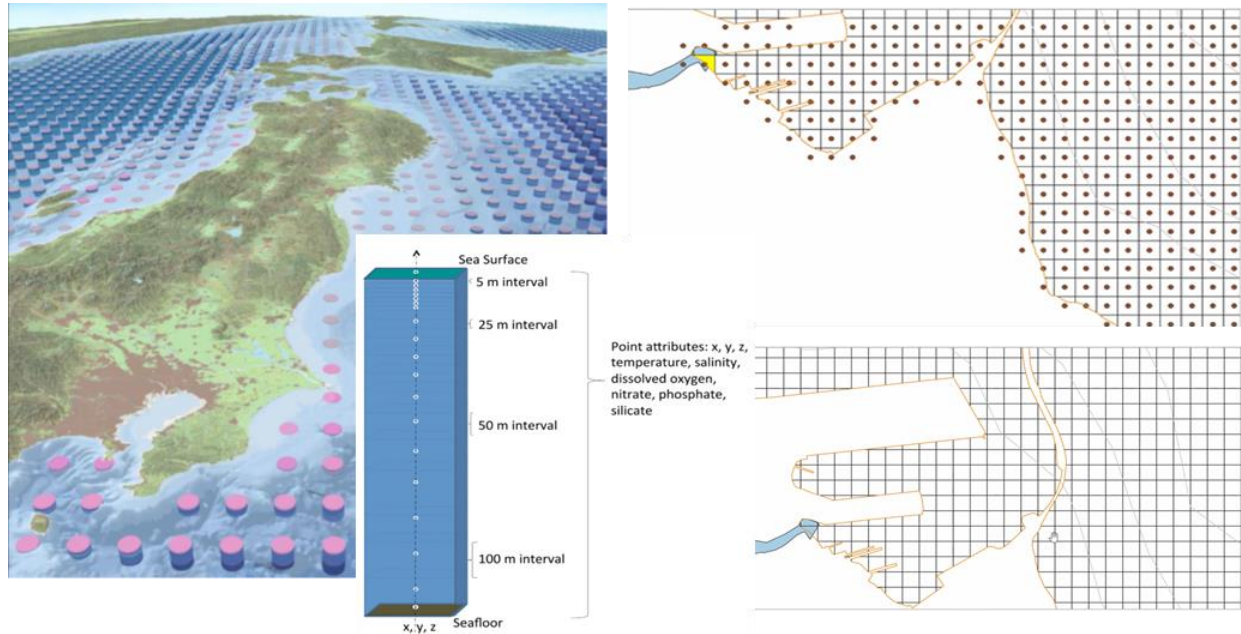 Sea Surface
5 m interval
25 m interval
50 m interval
100 m interval
Seafloor
x, y, z
Point attributes: x, y, z,
temperature, salinity,
dissolved oxygen,
nitrate, phosphate,
silicate